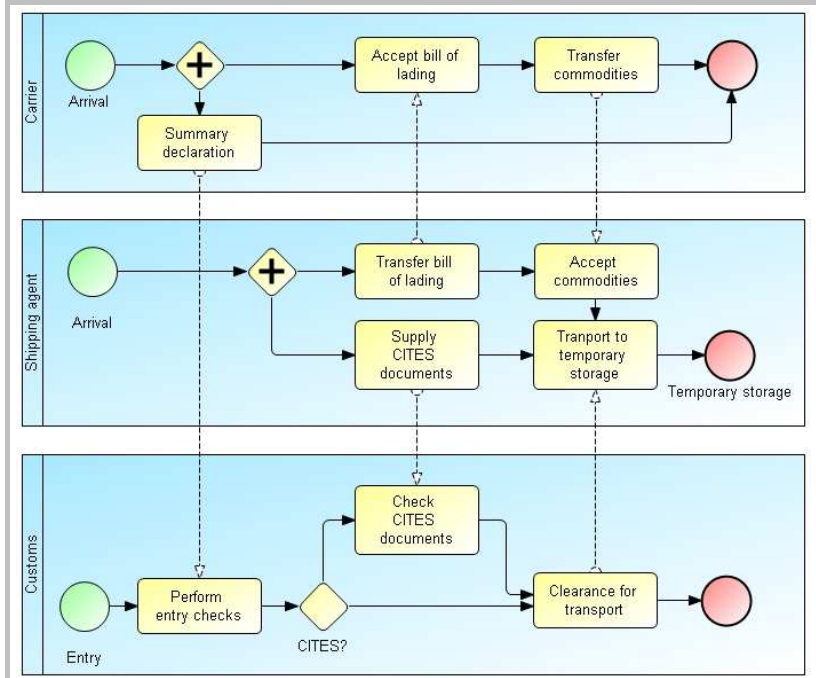 Carrier
Arrival
Accept bill of
lading
Transfer
commodities
Summary
declaration
Shipping agent
Arrival
Transfer bill
of lading
Accept
commodities
Supply
CITES
documents
Tranport to
temporary
storage
Temporary storage
Customs
Entry
Perform
entry checks
CITES?
Check
CITES
documents
Clearance for
transport